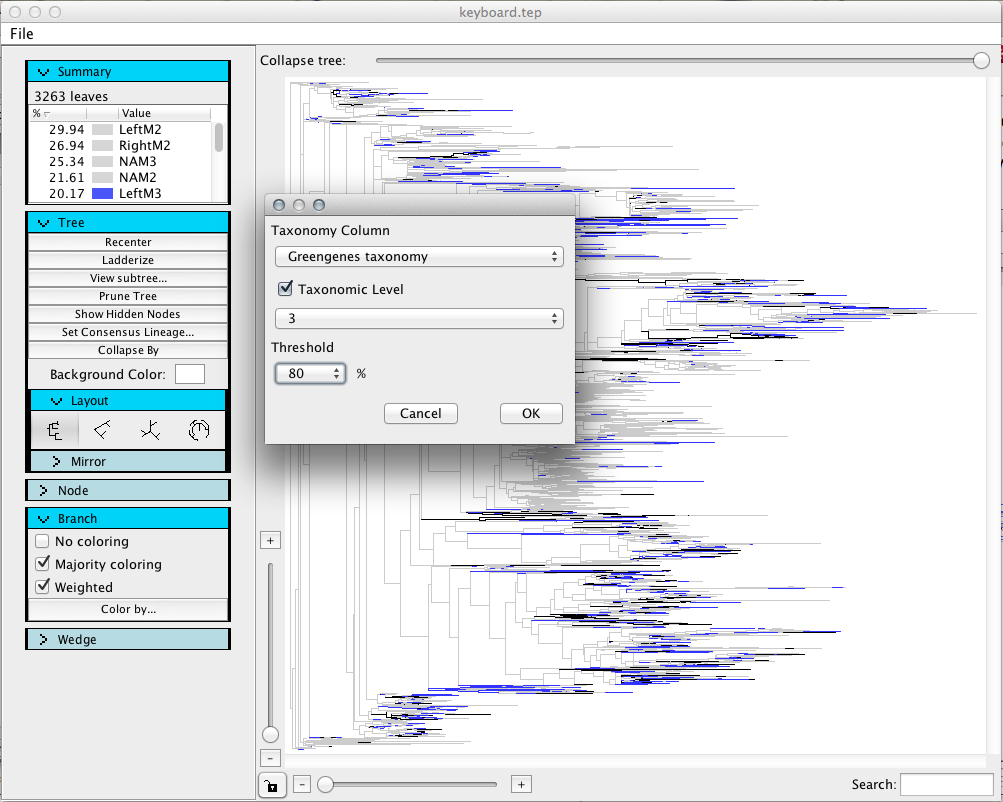 keyboard.tep
File
Summary
3263 leaves
% Value
29.94 LeftM2
26.94 RightM2
25.34 NAM3
21.61 NAM2
20.17 LeftM3
Tree
Recenter
Ladderize
View subtree...
Prune Tree
Show Hidden Nodes
Set Consensus Lineage...
Collapse By
Background Color:
Layout
Mirror
Node
Branch
No coloring
Majority coloring
Weighted
Color by...
Wedge
Collapse tree:
Taxonomy Column
Greengenes taxonomy
Taxonomic Level
3
Threshold
80 %
Cancel OK
+
-
- +
Search: